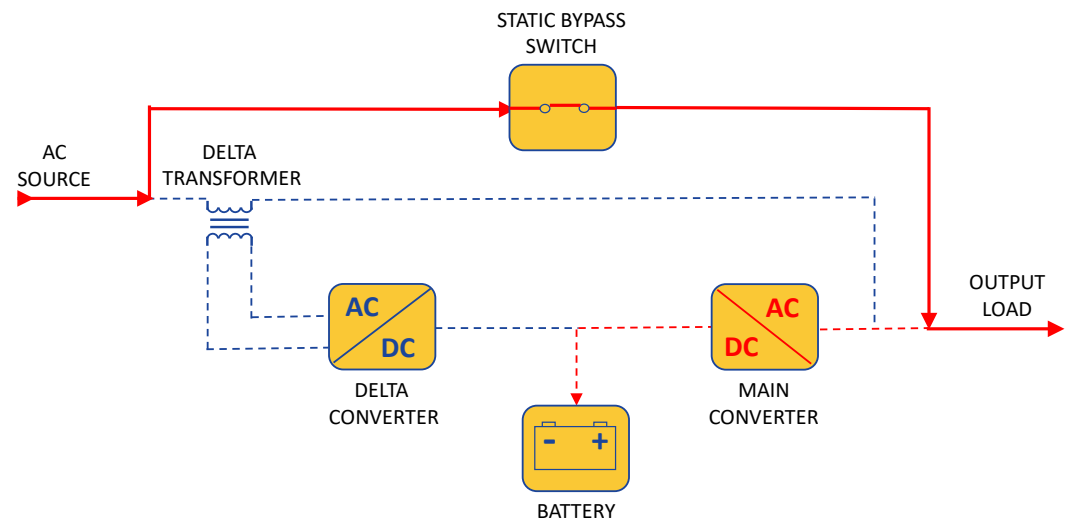 STATIC BYPASS
SWITCH
AC
SOURCE
DELTA
TRANSFORMER
AC
DC
DELTA
CONVERTER
AC
DC
MAIN
CONVERTER
OUTPUT
LOAD
- +
BATTERY